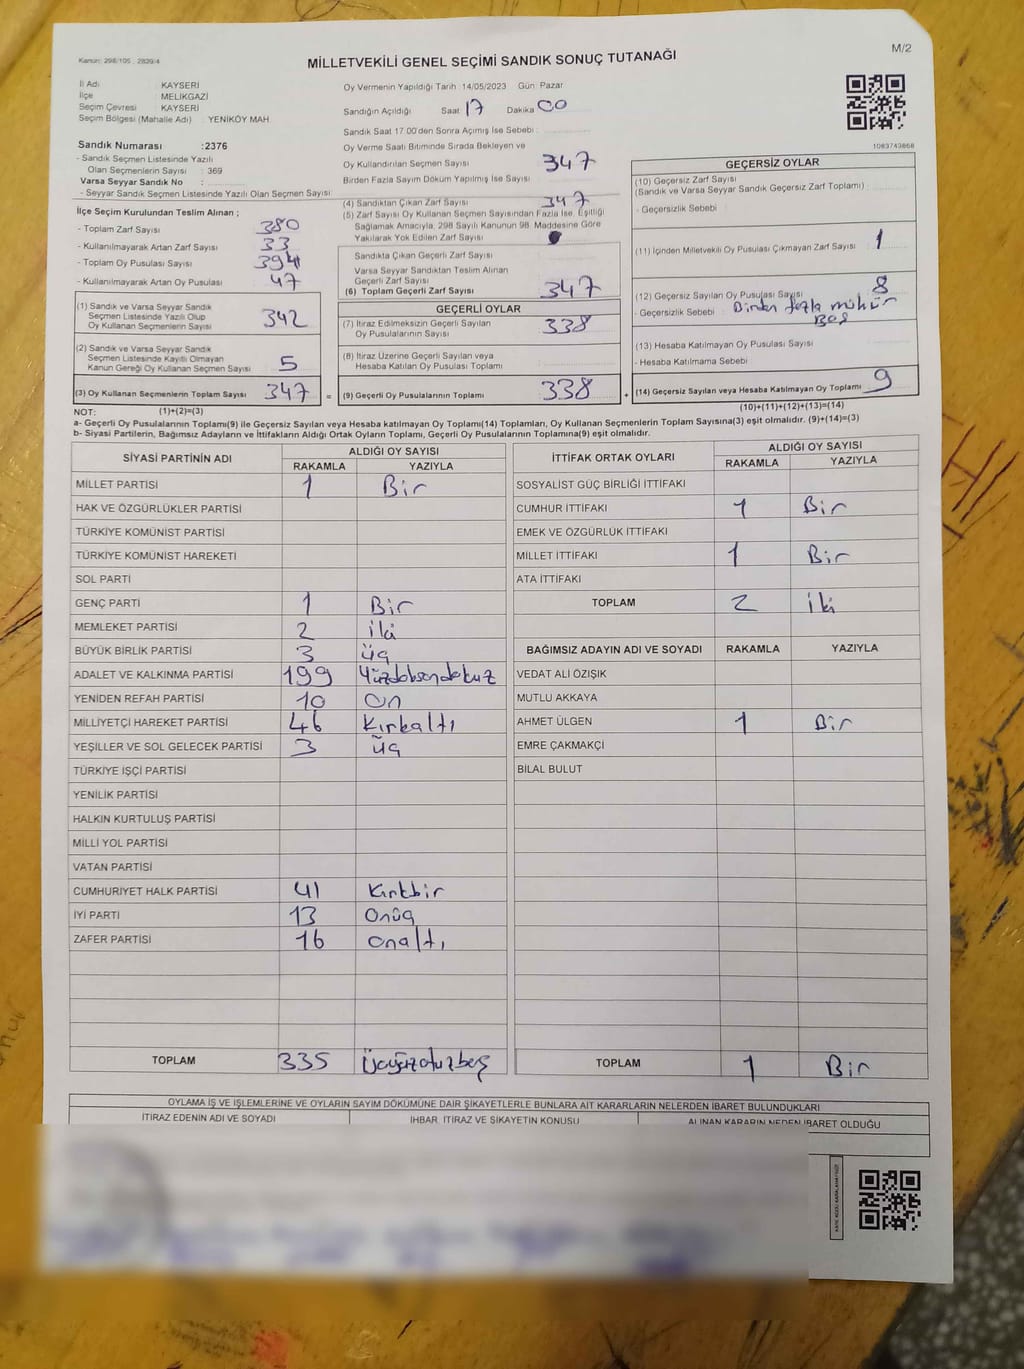 Kanun: 298/105 , 2839/4
M/2
MİLLETVEKİLİ GENEL SEÇİMİ SANDIK SONUÇ TUTANAĞI
İl Adı : KAYSERİ
İlçe : MELİKGAZİ
Seçim Çevresi : KAYSERİ
Seçim Bölgesi (Mahalle Adı) : YENİKÖY MAH.
Sandık Numarası :2376
- Sandık Seçmen Listesinde Yazılı
Olan Seçmenlerin Sayısı : 369
Varsa Seyyar Sandık No :
- Seyyar Sandık Seçmen Listesinde Yazılı Olan Seçmen Sayısı
İlçe Seçim Kurulundan Teslim Alınan ;
- Toplam Zarf Sayısı 380
- Kullanılmayarak Artan Zarf Sayısı 33
- Toplam Oy Pusulası Sayısı 394
- Kullanılmayarak Artan Oy Pusulası 47
(1) Sandık ve Varsa Seyyar Sandık
Seçmen Listesinde Yazılı Olup
Oy Kullanan Seçmenlerin Sayısı 342
(2) Sandık ve Varsa Seyyar Sandık
Seçmen Listesinde Kayıtlı Olmayan
Kanun Gereği Oy Kullanan Seçmen Sayısı 5
(3) Oy Kullanan Seçmenlerin Toplam Sayısı 347 =
(1)+(2)=(3)
Oy Vermenin Yapıldığı Tarih :14/05/2023 Gün: Pazar
Sandığın Açıldığı Saat 17 Dakika 00
Sandık Saat 17.00'den Sonra Açımış İse Sebebi :
Oy Verme Saati Bitiminde Sırada Bekleyen ve
Oy Kullandırılan Seçmen Sayısı 347
Birden Fazla Sayım Döküm Yapılmış İse Sayısı :
(4) Sandıktan Çıkan Zarf Sayısı 347
(5) Zarf Sayısı Oy Kullanan Seçmen Sayısından Fazla İse, Eşitliği
Sağlamak Amacıyla, 298 Sayılı Kanunun 98. Maddesine Göre
Yakılarak Yok Edilen Zarf Sayısı
Sandıkta Çıkan Geçerli Zarf Sayısı
Varsa Seyyar Sandıktan Teslim Alınan
Geçerli Zarf Sayısı
(6) Toplam Geçerli Zarf Sayısı 347
GEÇERLİ OYLAR
(7) İtiraz Edilmeksizin Geçerli Sayılan
Oy Pusulalarının Sayısı 338
(8) İtiraz Üzerine Geçerli Sayılan veya
Hesaba Katılan Oy Pusulası Toplamı
(9) Geçerli Oy Pusulalarının Toplamı 338 +
1083743868
GEÇERSİZ OYLAR
(10) Geçersiz Zarf Sayısı
(Sandık ve Varsa Seyyar Sandık Geçersiz Zarf Toplamı) :
- Geçersizlik Sebebi :
(11) İçinden Milletvekili Oy Pusulası Çıkmayan Zarf Sayısı : 1
(12) Geçersiz Sayılan Oy Pusulası Sayısı 8
- Geçersizlik Sebebi : Birden fazla mühür
Boş
(13) Hesaba Katılmayan Oy Pusulası Sayısı
- Hesaba Katılmama Sebebi
(14) Geçersiz Sayılan veya Hesaba Katılmayan Oy Toplamı 9
(10)+(11)+(12)+(13)=(14)
NOT:
a- Geçerli Oy Pusulalarının Toplamı(9) ile Geçersiz Sayılan veya Hesaba Katılmayan Oy Toplamı(14) Toplamları, Oy Kullanan Seçmenlerin Toplam Sayısına(3) eşit olmalıdır. (9)+(14)=(3)
b- Siyasi Partilerin, Bağımsız Adayların ve İttifakların Aldığı Ortak Oyların Toplamı, Geçerli Oy Pusulalarının Toplamına(9) eşit olmalıdır.
SİYASİ PARTİNİN ADI ALDIĞI OY SAYISI
RAKAMLA YAZIYLA
MİLLET PARTİSİ 1 Bir
HAK VE ÖZGÜRLÜKLER PARTİSİ
TÜRKİYE KOMÜNİST PARTİSİ
TÜRKİYE KOMÜNİST HAREKETİ
SOL PARTİ
GENÇ PARTİ 1 Bir
MEMLEKET PARTİSİ 2 iki
BÜYÜK BİRLİK PARTİSİ 3 üç
ADALET VE KALKINMA PARTİSİ 199 Yüzdoksandokuz
YENİDEN REFAH PARTİSİ 10 On
MİLLİYETÇİ HAREKET PARTİSİ 46 Kırkaltı
YEŞİLLER VE SOL GELECEK PARTİSİ 3 üç
TÜRKİYE İŞÇİ PARTİSİ
YENİLİK PARTİSİ
HALKIN KURTULUŞ PARTİSİ
MİLLİ YOL PARTİSİ
VATAN PARTİSİ
CUMHURİYET HALK PARTİSİ 41 Kırkbir
İYİ PARTİ 13 Onüç
ZAFER PARTİSİ 16 onaltı
TOPLAM 335 Üçyüzotuzbeş
İTTİFAK ORTAK OYLARI ALDIĞI OY SAYISI
RAKAMLA YAZIYLA
SOSYALİST GÜÇ BİRLİĞİ İTTİFAKI
CUMHUR İTTİFAKI 1 Bir
EMEK VE ÖZGÜRLÜK İTTİFAKI
MİLLET İTTİFAKI 1 Bir
ATA İTTİFAKI
TOPLAM 2 iki
BAĞIMSIZ ADAYIN ADI VE SOYADI RAKAMLA YAZIYLA
VEDAT ALİ ÖZIŞIK
MUTLU AKKAYA
AHMET ÜLGEN 1 Bir
EMRE ÇAKMAKÇİ
BİLAL BULUT
TOPLAM 1 Bir
OYLAMA İŞ VE İŞLEMLERİNE VE OYLARIN SAYIM DÖKÜMÜNE DAİR ŞİKAYETLERLE BUNLARA AİT KARARLARIN NELERDEN İBARET BULUNDUKLARI
İTİRAZ EDENİN ADI VE SOYADI İHBAR, İTİRAZ VE ŞİKAYETİN KONUSU ALINAN KARARIN NEDEN İBARET OLDUĞU